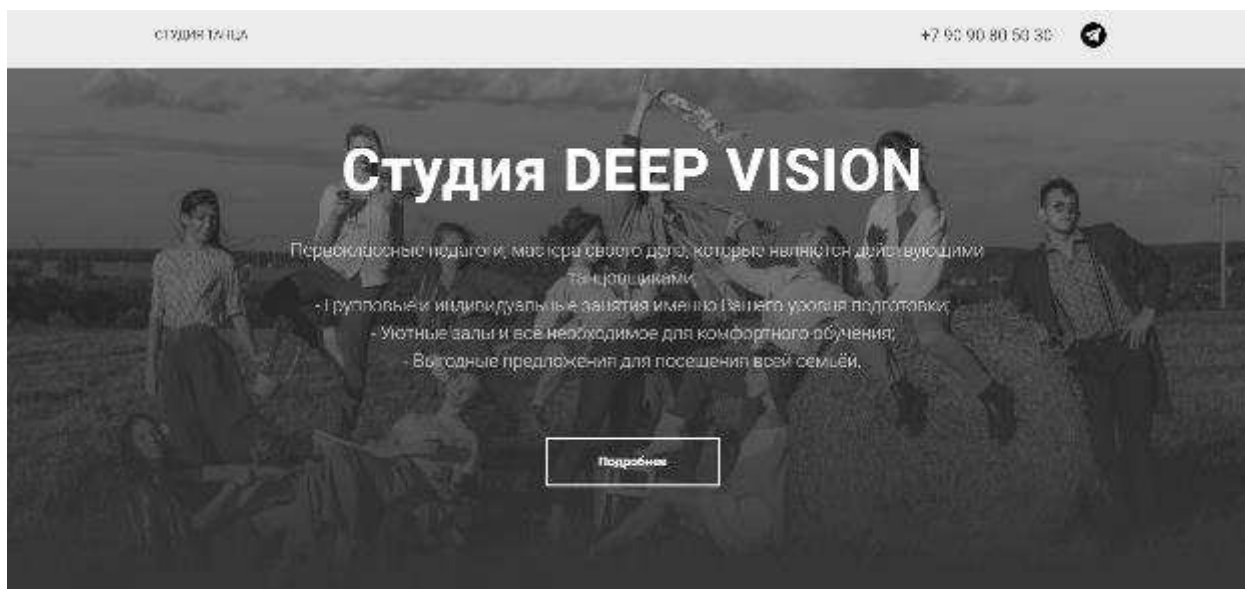 СТУДИЯ ТАНЦА
+7 90 90 80 50 30
Студия DEEP VISION
Первоклассные педагоги, мастера своего дела, которые являются действующими
танцовщиками;
- Групповые и индивидуальные занятия именно Вашего уровня подготовки;
- Уютные залы и всё необходимое для комфортного обучения;
- Выгодные предложения для посещения всей семьёй.
Подробнее